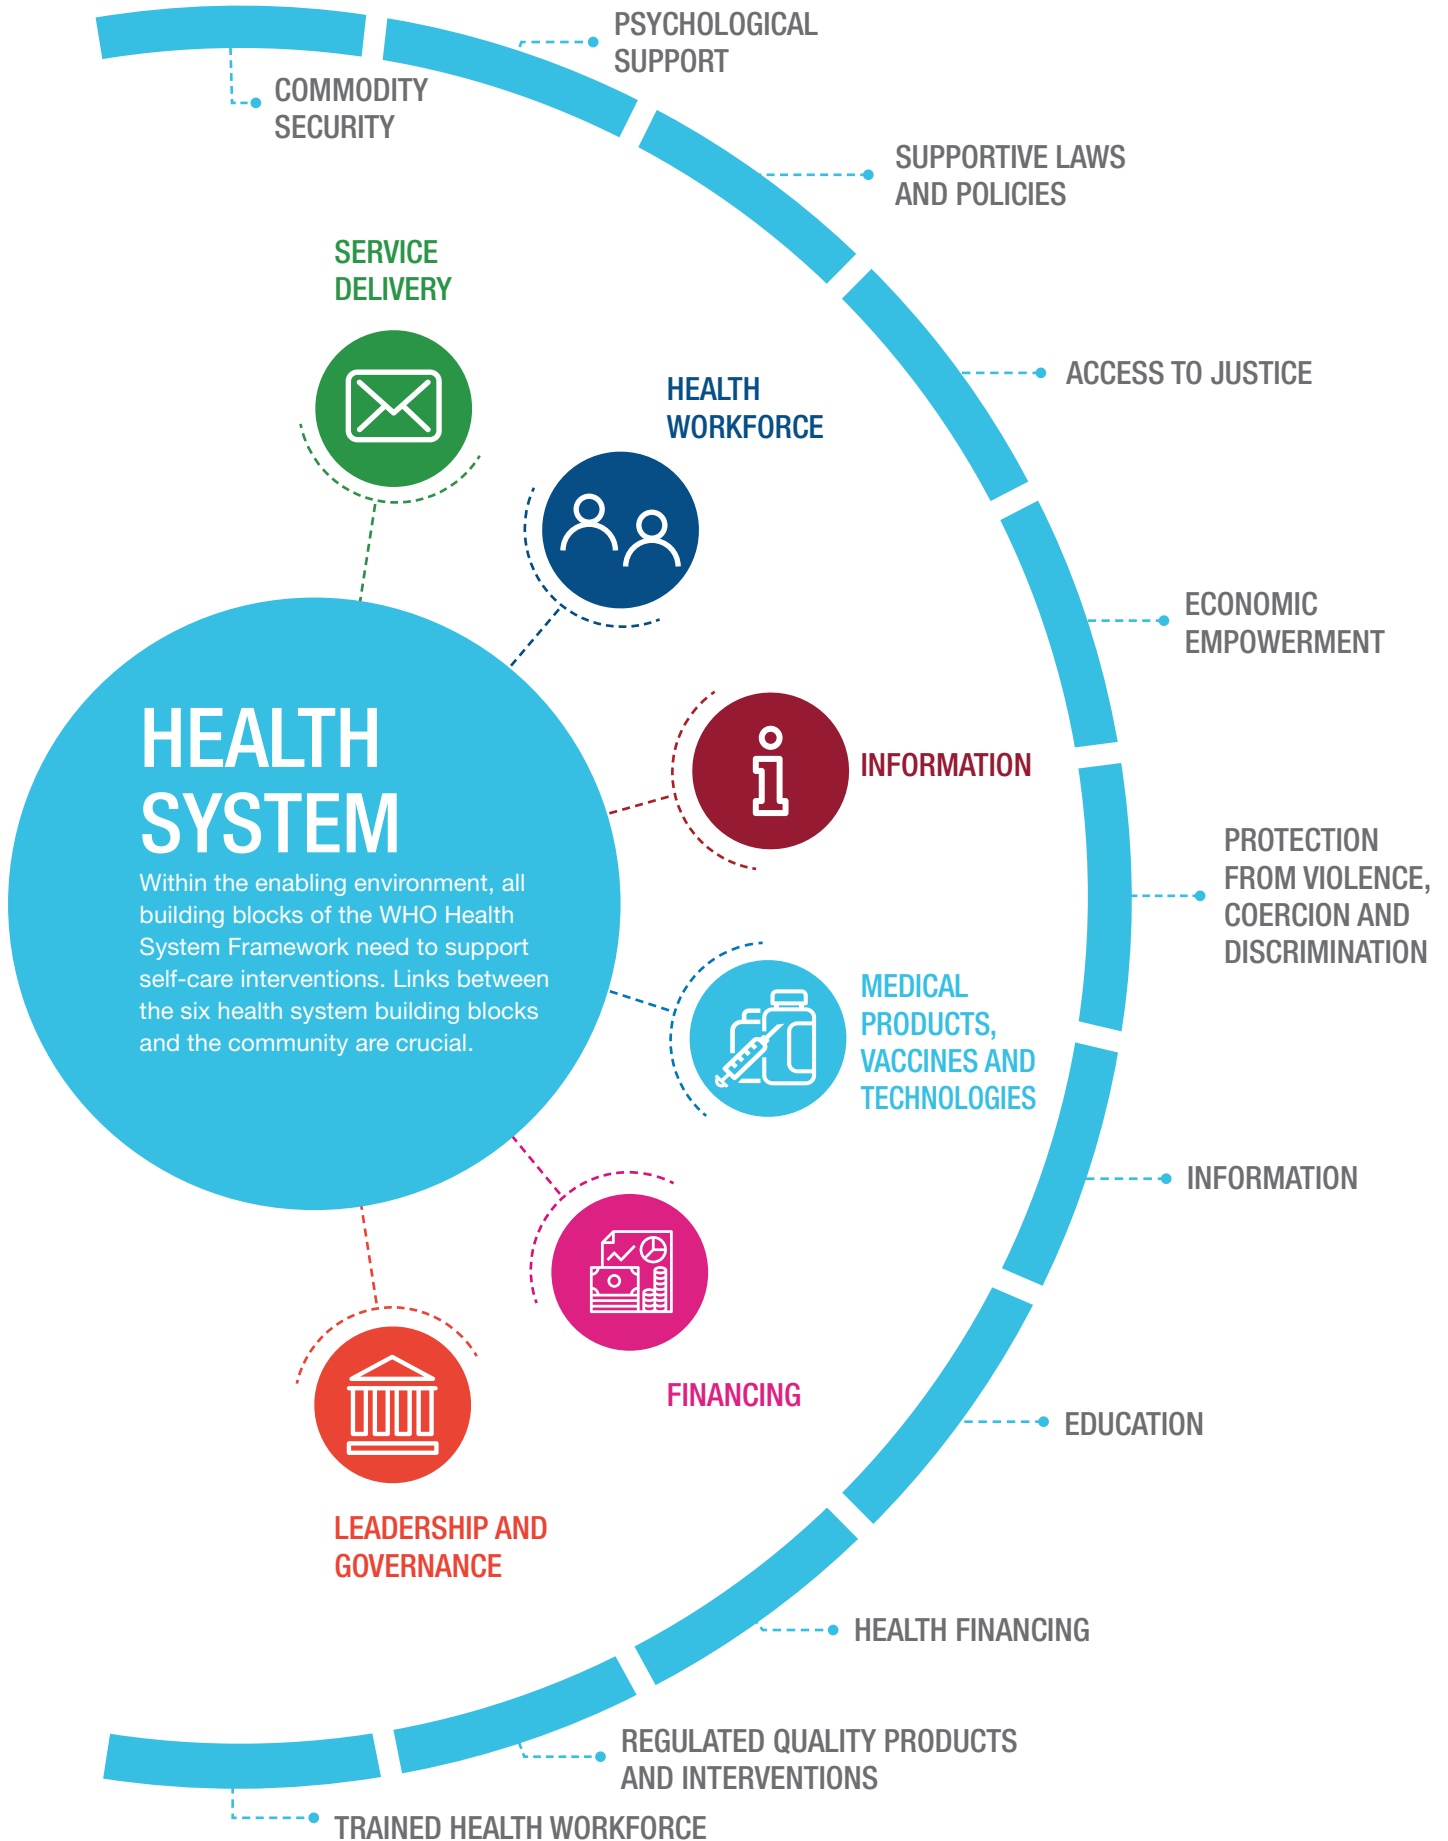 PSYCHOLOGICAL
SUPPORT
COMMODITY
SECURITY
SUPPORTIVE LAWS
AND POLICIES
SERVICE
DELIVERY
ACCESS TO JUSTICE
HEALTH
WORKFORCE
ECONOMIC
EMPOWERMENT
HEALTH
SYSTEM
Within the enabling environment, all
building blocks of the WHO Health
System Framework need to support
self-care interventions. Links between
the six health system building blocks
and the community are crucial.
INFORMATION
PROTECTION
FROM VIOLENCE,
COERCION AND
DISCRIMINATION
MEDICAL
PRODUCTS,
VACCINES AND
TECHNOLOGIES
INFORMATION
FINANCING
EDUCATION
LEADERSHIP AND
GOVERNANCE
HEALTH FINANCING
REGULATED QUALITY PRODUCTS
AND INTERVENTIONS
TRAINED HEALTH WORKFORCE